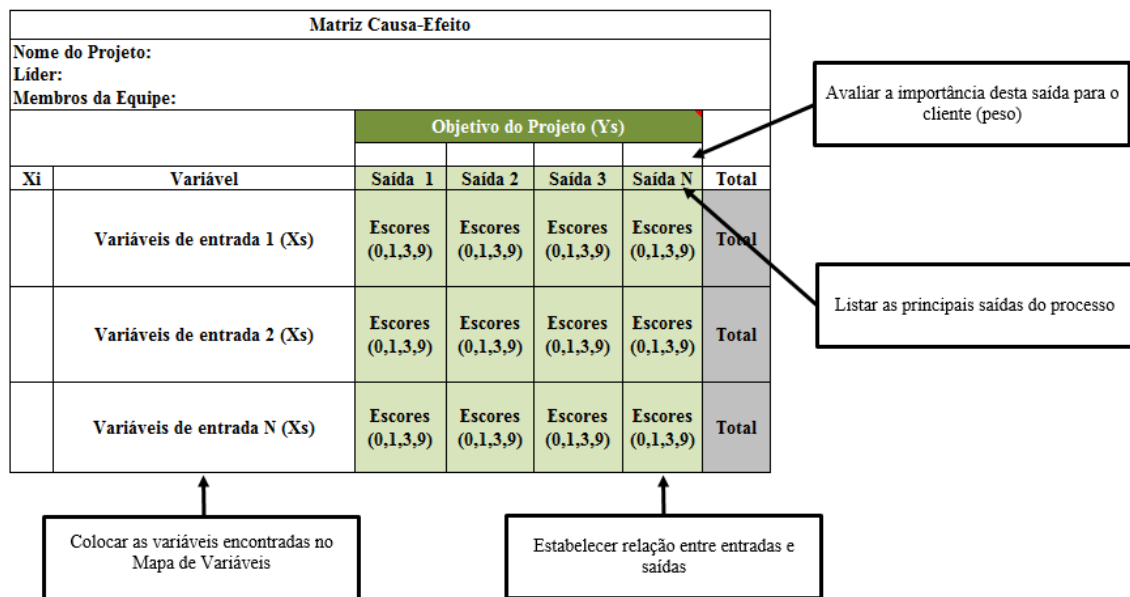 Matriz Causa-Efeito
Nome do Projeto:
Líder:
Membros da Equipe:
Objetivo do Projeto (Ys)
Xi Variável Saída 1 Saída 2 Saída 3 Saída N Total
Variáveis de entrada 1 (Xs) Escores Escores Escores Escores Total
(0,1,3,9) (0,1,3,9) (0,1,3,9) (0,1,3,9)
Variáveis de entrada 2 (Xs) Escores Escores Escores Escores Total
(0,1,3,9) (0,1,3,9) (0,1,3,9) (0,1,3,9)
Variáveis de entrada N (Xs) Escores Escores Escores Escores Total
(0,1,3,9) (0,1,3,9) (0,1,3,9) (0,1,3,9)
Avaliar a importância desta saída para o
cliente (peso)
Listar as principais saídas do processo
Colocar as variáveis encontradas no
Mapa de Variáveis
Estabelecer relação entre entradas e
saídas